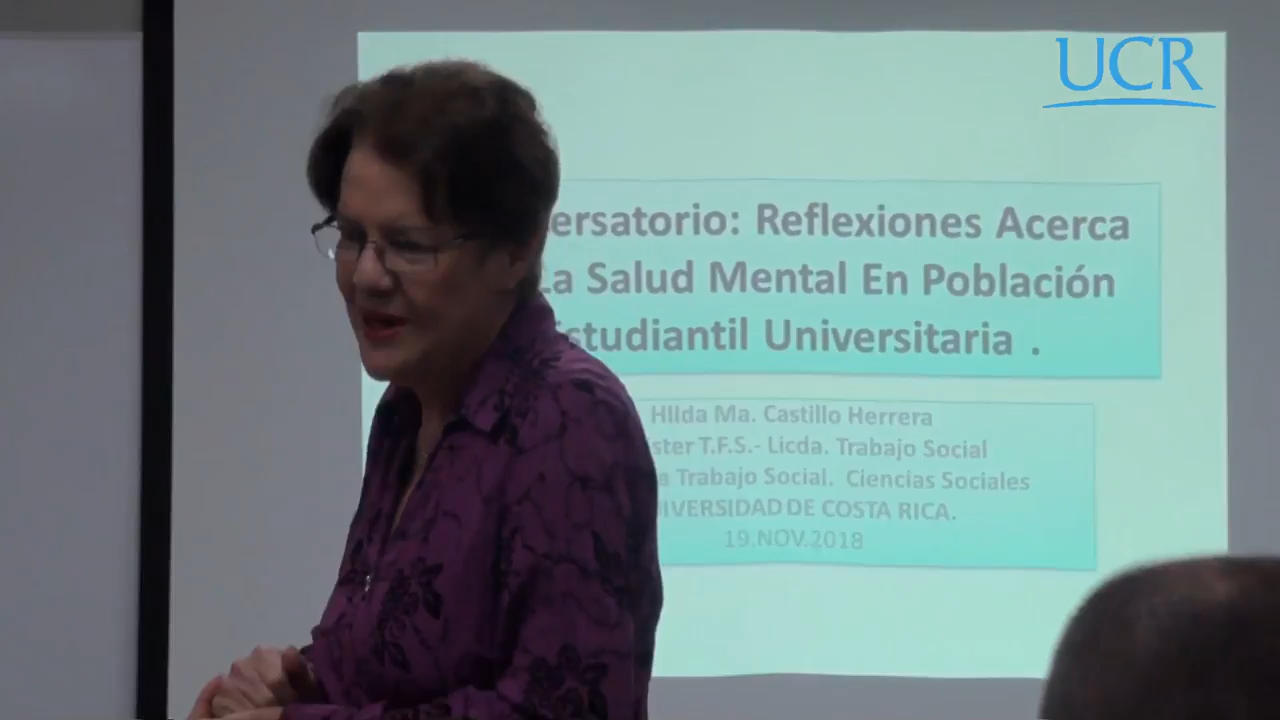 UCR
ersatorio: Reflexiones Acerca
La Salud Mental En Población
studiantil Universitaria .
HIlda Ma. Castillo Herrera
ster T.F.S.- Licda. Trabajo Social
a Trabajo Social. Ciencias Sociales
IVERSIDAD DE COSTA RICA.
19.NOV.2018